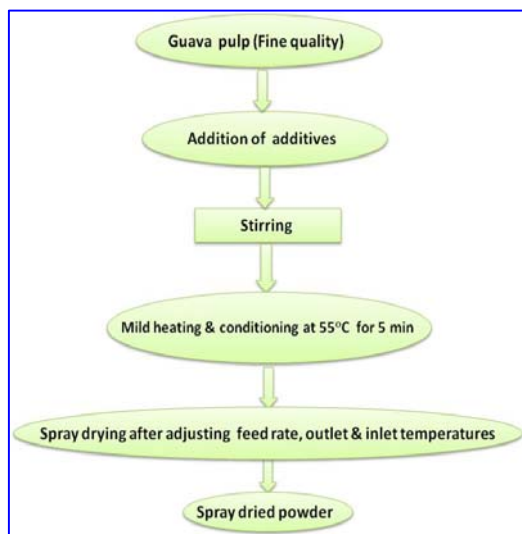 Guava pulp (Fine quality)
Addition of additives
Stirring
Mild heating & conditioning at 55°C for 5 min
Spray drying after adjusting feed rate, outlet & inlet temperatures
Spray dried powder